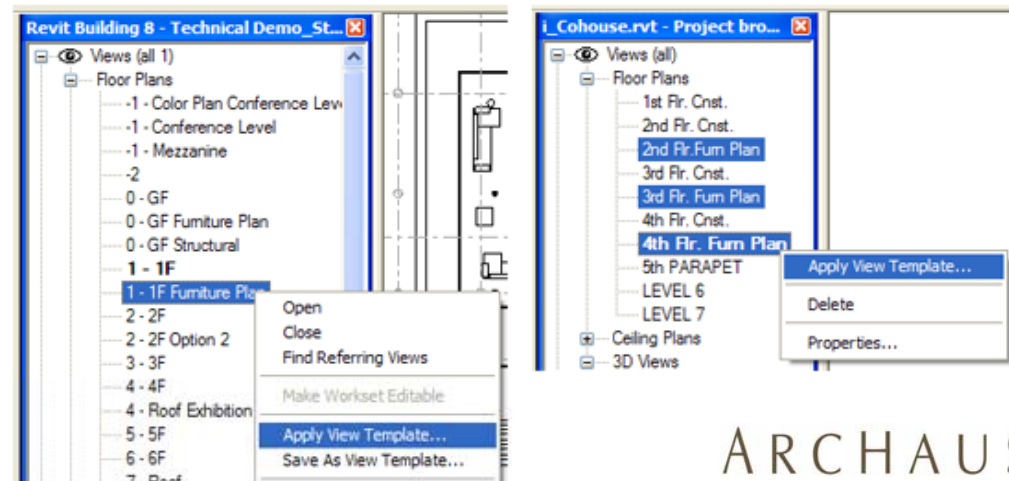 Revit Building 8 - Technical Demo_St...
Views (all 1)
Floor Plans
-1 - Color Plan Conference Leve
-1 - Conference Level
-1 - Mezzanine
-2
0 - GF
0 - GF Furniture Plan
0 - GF Structural
1 - 1F
1 - 1F Furniture Plan
2 - 2F
2 - 2F Option 2
3 - 3F
4 - 4F
4 - Roof Exhibition
5 - 5F
6 - 6F
7 - Roof
Open
Close
Find Referring Views
Make Workset Editable
Apply View Template...
Save As View Template...
i_Cohouse.rvt - Project bro...
Views (all)
Floor Plans
1st Flr. Cnst.
2nd Flr. Cnst.
2nd Flr.Furn Plan
3rd Flr. Cnst.
3rd Flr. Furn Plan
4th Flr. Cnst.
4th Flr. Furn Plan
5th PARAPET
LEVEL 6
LEVEL 7
Ceiling Plans
3D Views
Apply View Template...
Delete
Properties...
ARCHAUS